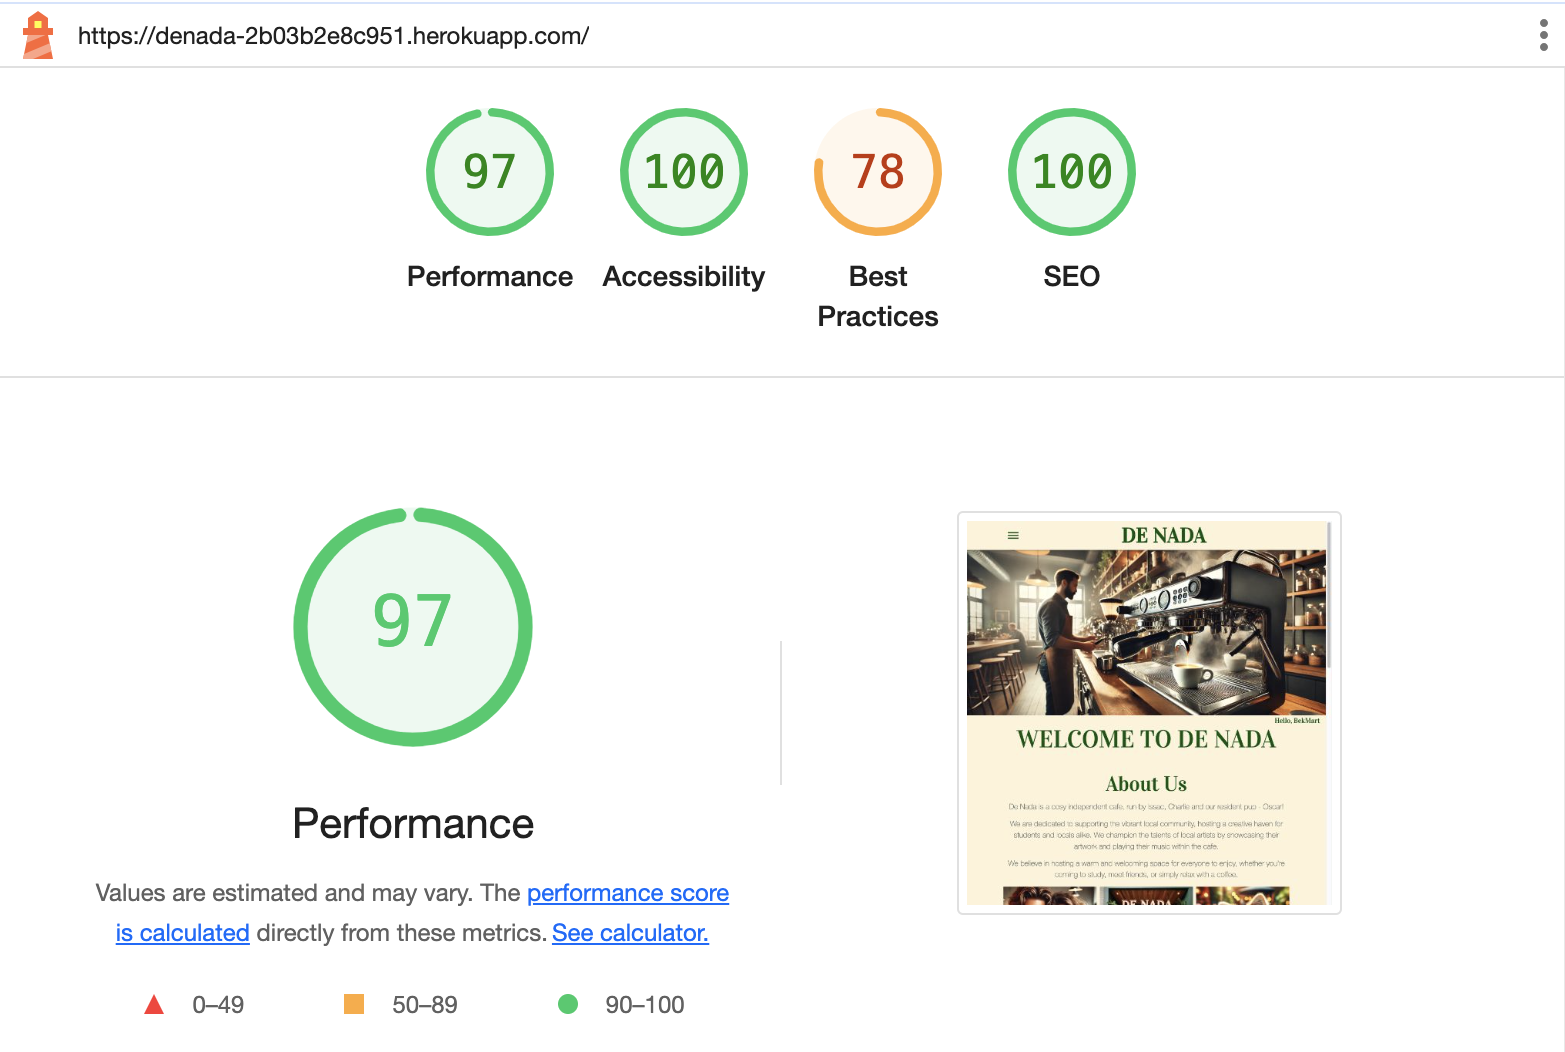 https://denada-2b03b2e8c951.herokuapp.com/
97
100
78
100
Performance
Accessibility
Best
Practices
SEO
97
Performance
Values are estimated and may vary. The performance score
is calculated directly from these metrics. See calculator.
0–49
50–89
90–100
DE NADA
Hello, BekMart
WELCOME TO DE NADA
About Us
De Nada is a cosy independent cafe, run by Isaac, Charlie and our resident pup - Oscar!
We are dedicated to supporting the vibrant local community, hosting a creative haven for
students and locals alike. We champion the talents of local artists by showcasing their
artwork and playing their music within the cafe.
We believe in hosting a warm and welcoming space for everyone to enjoy, whether you're
coming to study, meet friends, or simply relax with a coffee.
DE NADA